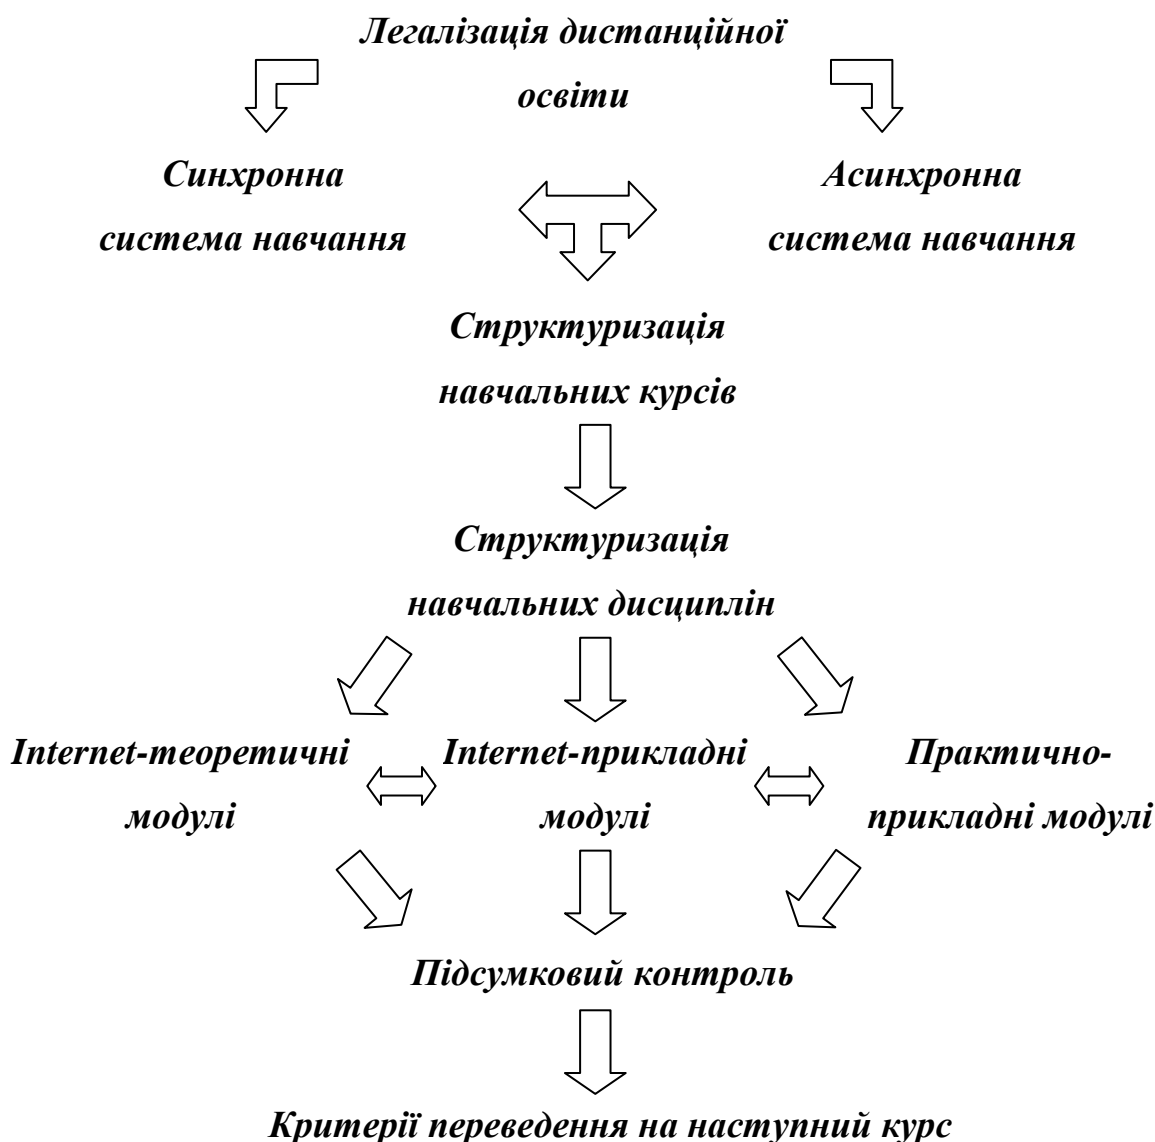 Легалізація дистанційної
освіти
Синхронна
система навчання
Асинхронна
система навчання
Структуризація
навчальних курсів
Структуризація
навчальних дисциплін
Internet-теоретичні
модулі
Internet-прикладні
модулі
Практично-
прикладні модулі
Підсумковий контроль
Критерії переведення на наступний курс